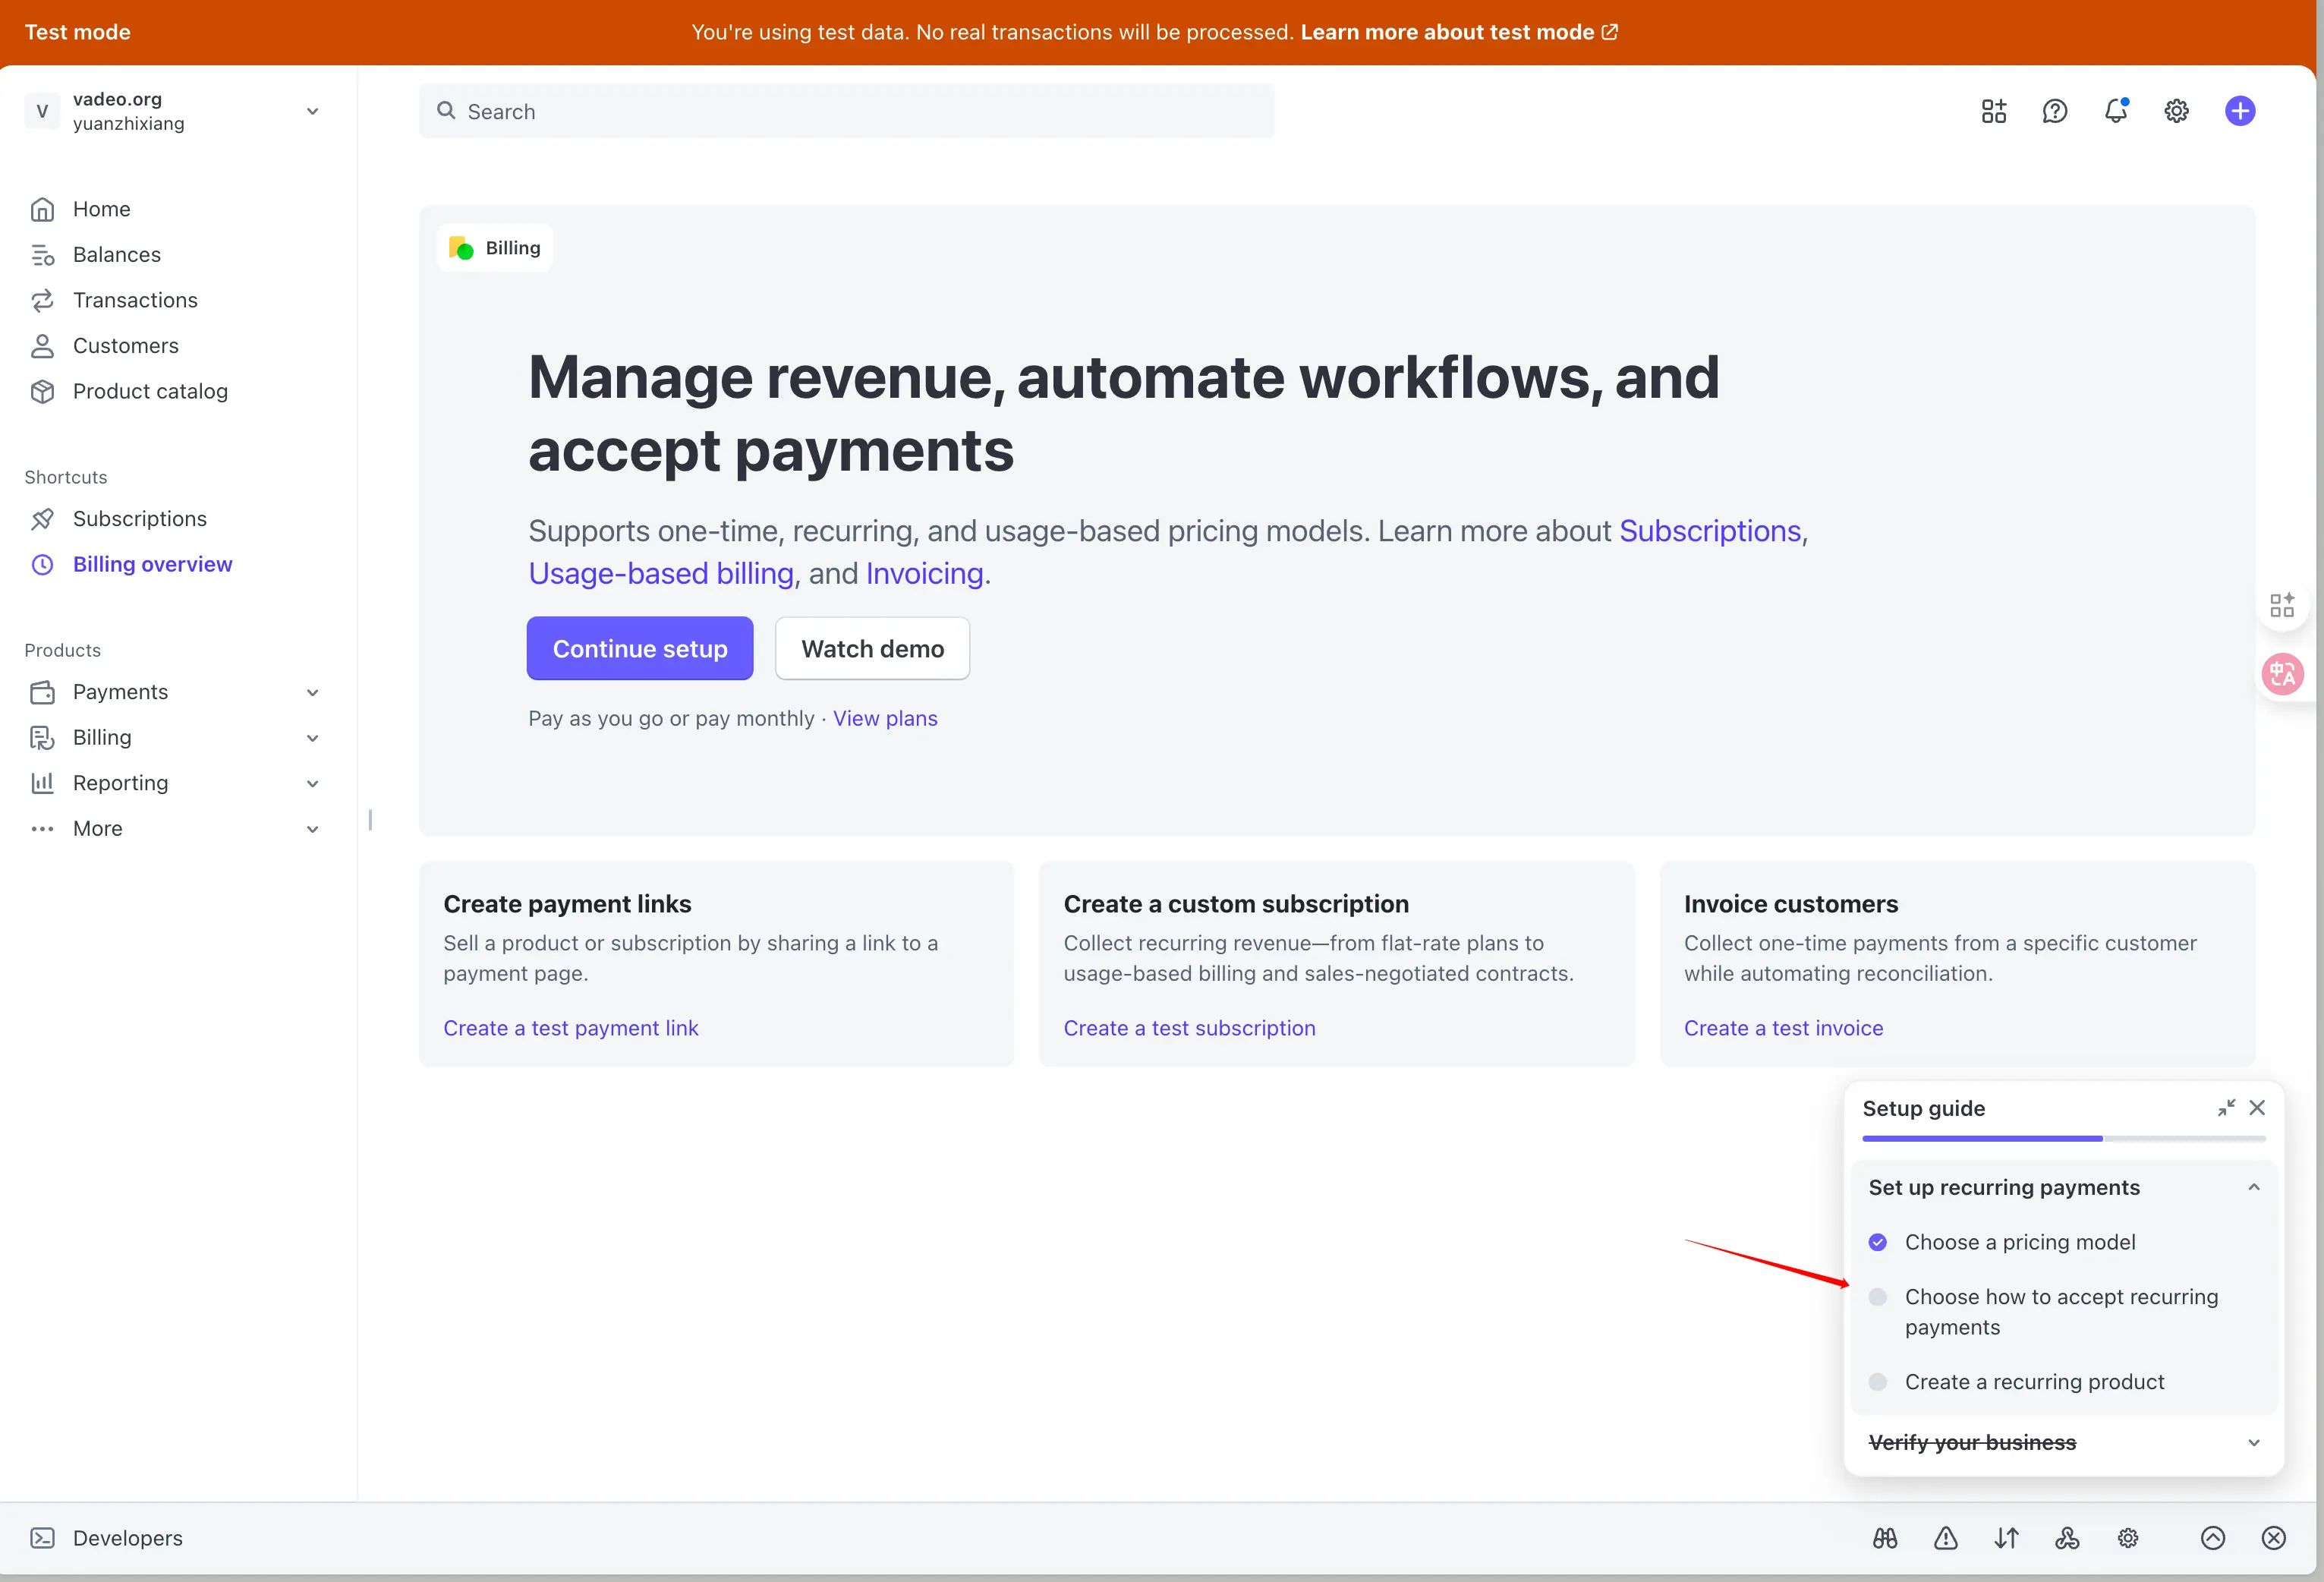 Test mode
You're using test data. No real transactions will be processed. Learn more about test mode
V
vadeo.org
yuanzhixiang
Search
Home
Balances
Transactions
Customers
Product catalog
Shortcuts
Subscriptions
Billing overview
Products
Payments
Billing
Reporting
More
Billing
Manage revenue, automate workflows, and
accept payments
Supports one-time, recurring, and usage-based pricing models. Learn more about Subscriptions,
Usage-based billing, and Invoicing.
Continue setup
Watch demo
Pay as you go or pay monthly · View plans
中A
Create payment links
Sell a product or subscription by sharing a link to a
payment page.
Create a test payment link
Create a custom subscription
Collect recurring revenue—from flat-rate plans to
usage-based billing and sales-negotiated contracts.
Create a test subscription
Invoice customers
Collect one-time payments from a specific customer
while automating reconciliation.
Create a test invoice
Setup guide
Set up recurring payments
Choose a pricing model
Choose how to accept recurring
payments
Create a recurring product
Verify your business
Developers